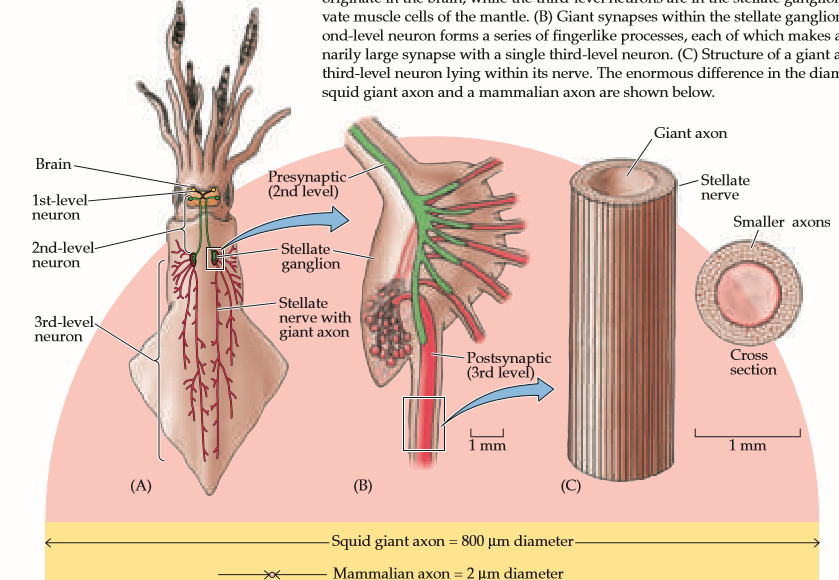 originate in the brain, while the third-level neurons are in the stellate ganglion
vate muscle cells of the mantle. (B) Giant synapses within the stellate ganglion
ond-level neuron forms a series of fingerlike processes, each of which makes a
narily large synapse with a single third-level neuron. (C) Structure of a giant a
third-level neuron lying within its nerve. The enormous difference in the diam
squid giant axon and a mammalian axon are shown below.
Brain
1st-level
neuron
2nd-level
neuron
3rd-level
neuron
Presynaptic
(2nd level)
Stellate
ganglion
Stellate
nerve with
giant axon
Postsynaptic
(3rd level)
1 mm
Giant axon
Stellate
nerve
Smaller axons
Cross
section
1 mm
(A)
(B)
(C)
Squid giant axon = 800 μm diameter
Mammalian axon = 2 μm diameter